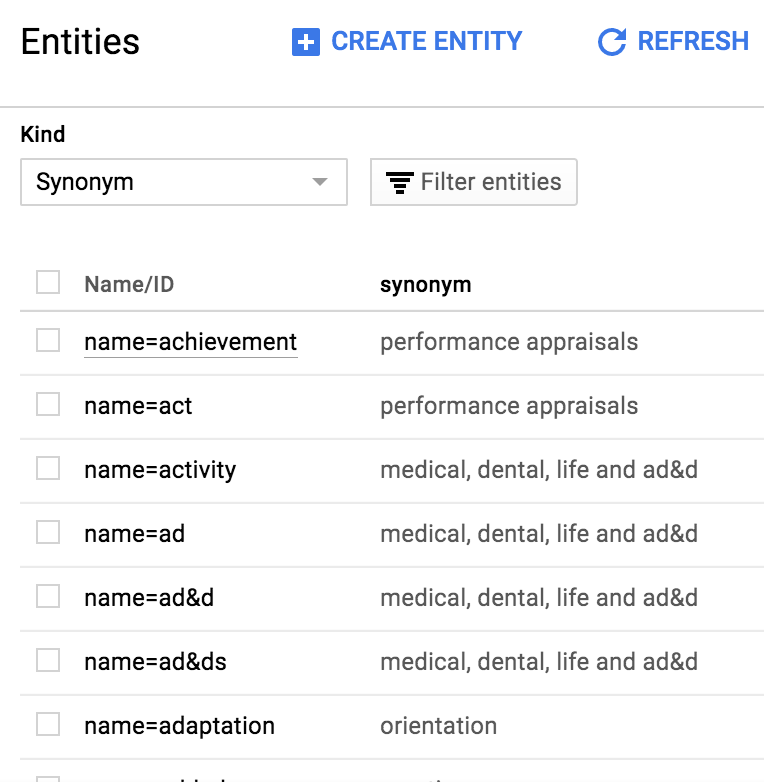 Entities CREATE ENTITY REFRESH
Kind
Synonym Filter entities
Name/ID synonym
name=achievement performance appraisals
name=act performance appraisals
name=activity medical, dental, life and ad&d
name=ad medical, dental, life and ad&d
name=ad&d medical, dental, life and ad&d
name=ad&ds medical, dental, life and ad&d
name=adaptation orientation